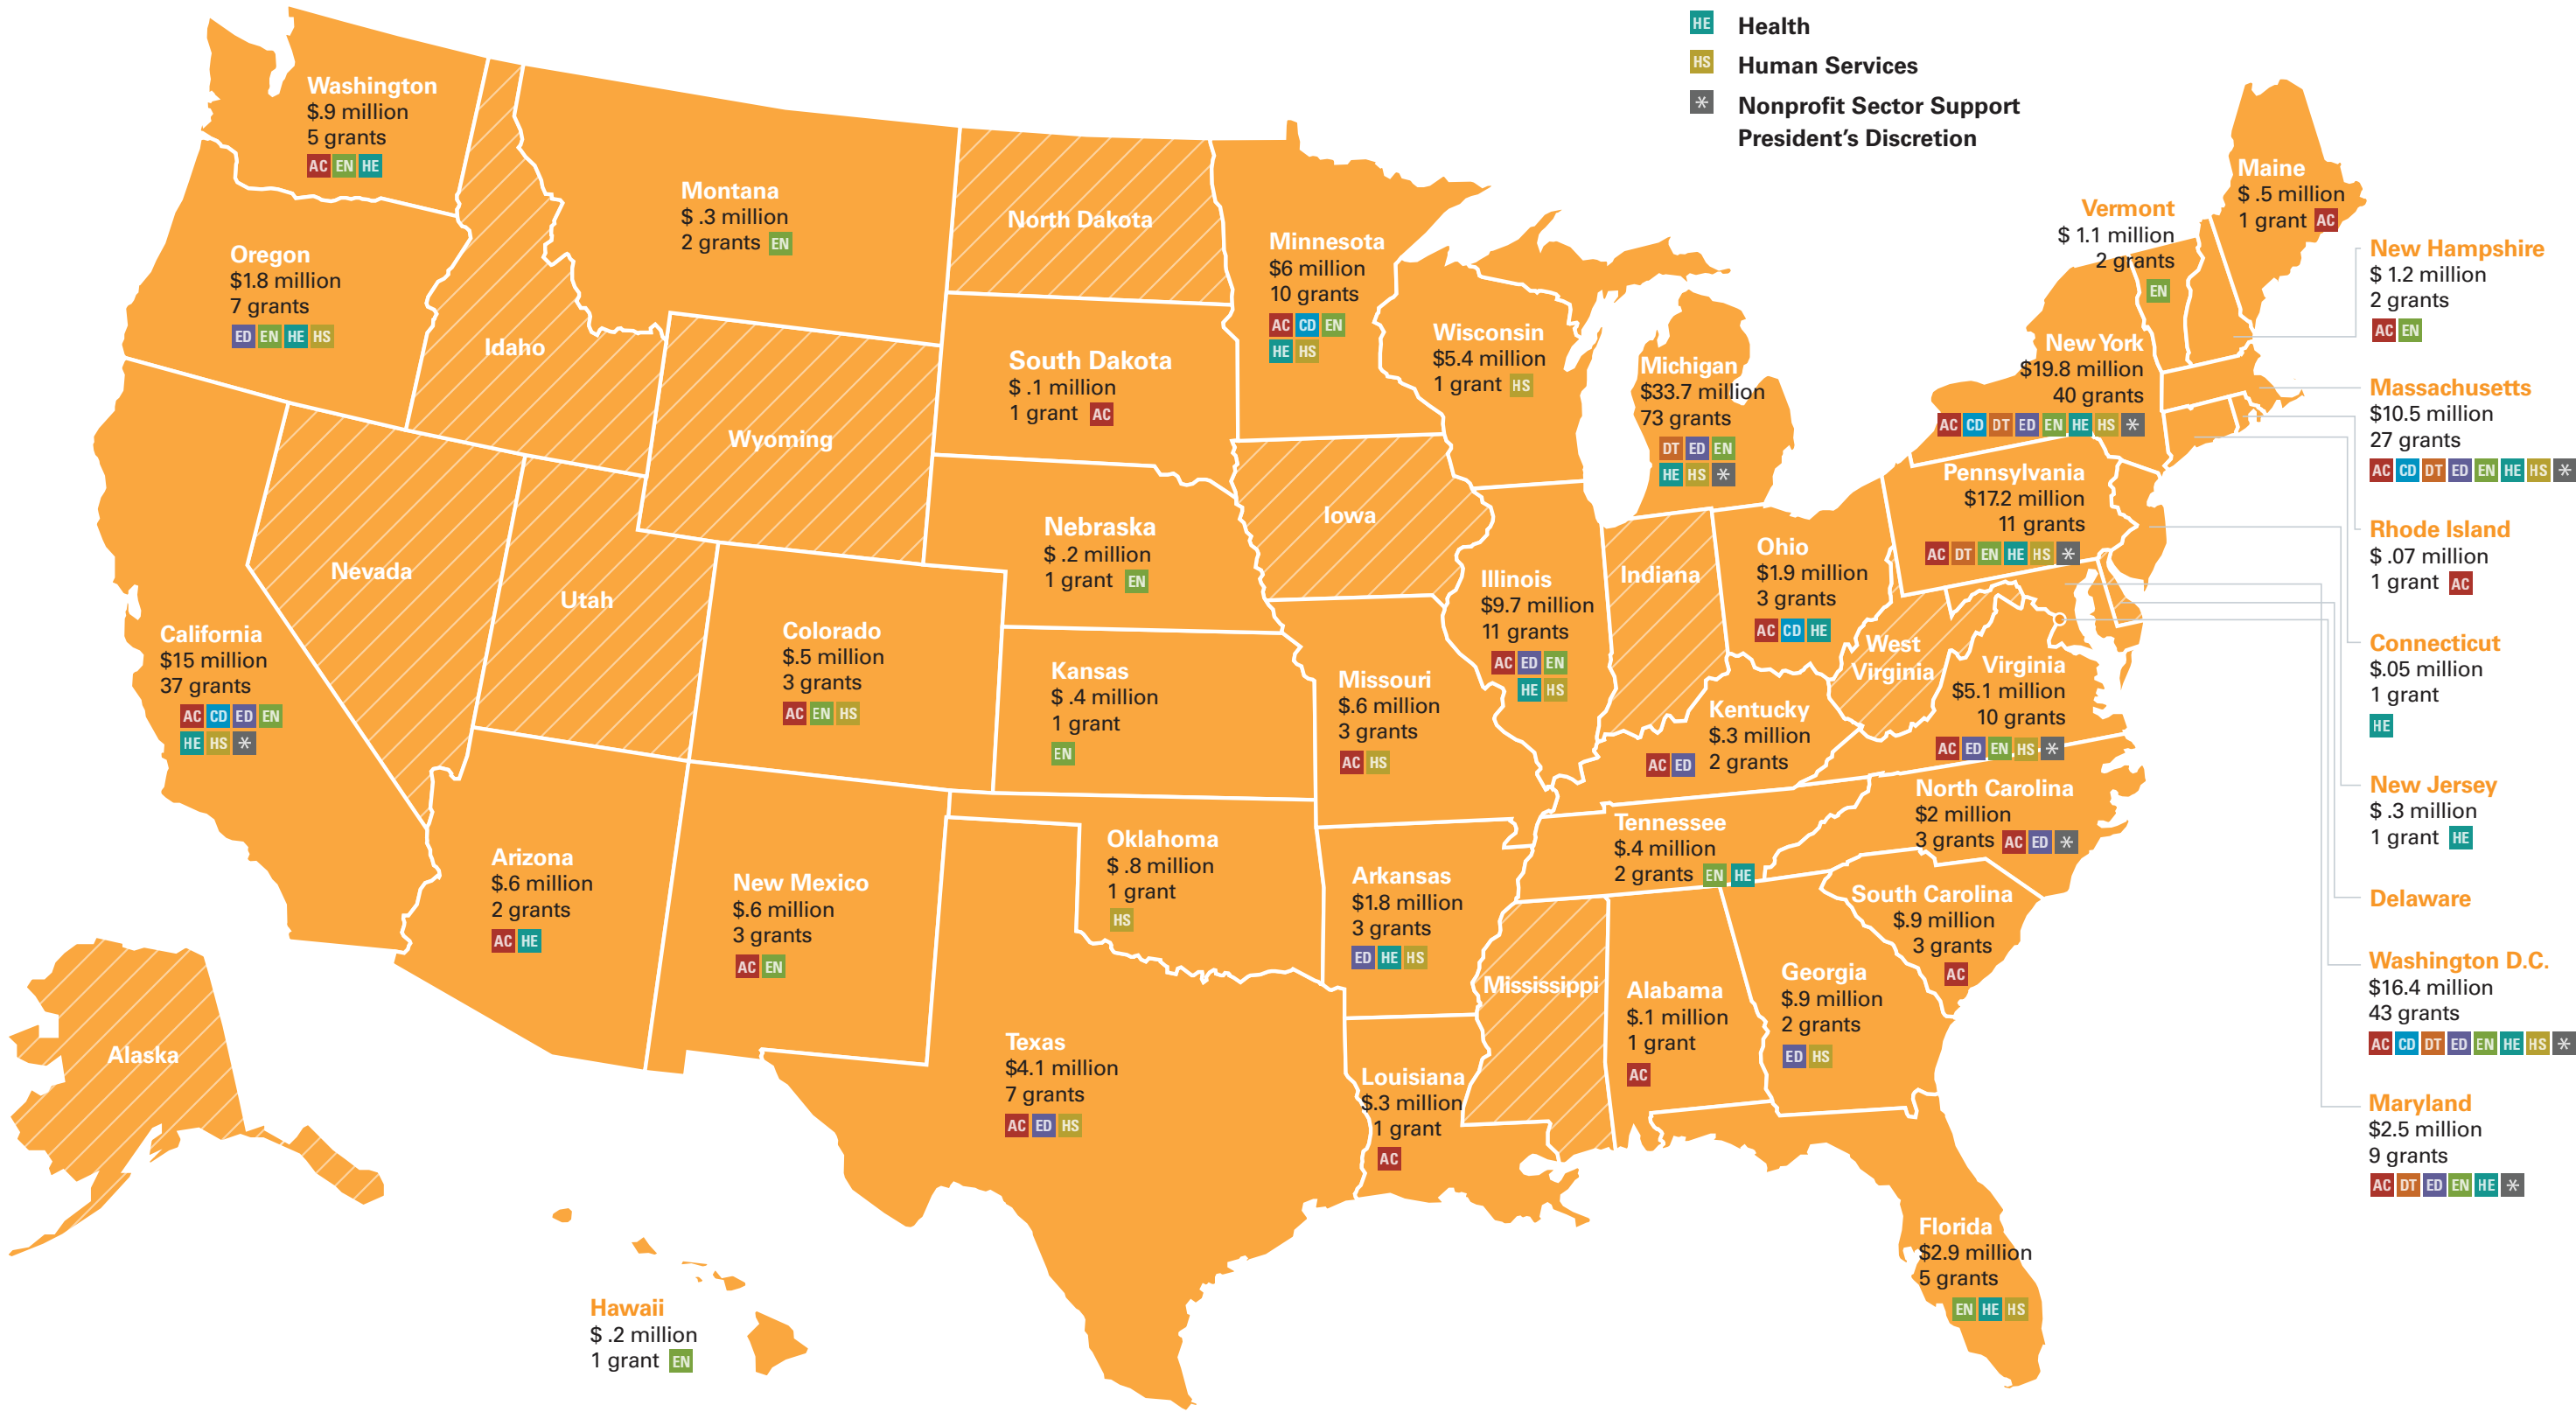 HE Health
HS Human Services
* Nonprofit Sector Support
President's Discretion
Washington
$.9 million
5 grants
AC EN HE
Oregon
$1.8 million
7 grants
ED EN HE HS
Idaho
Montana
$ .3 million
2 grants EN
North Dakota
South Dakota
$ .1 million
1 grant AC
Wyoming
Nebraska
$ .2 million
1 grant EN
Minnesota
$6 million
10 grants
AC CD EN
HE HS
Wisconsin
$5.4 million
1 grant HS
Michigan
$33.7 million
73 grants
DT ED EN
HE HS *
Iowa
Illinois
$9.7 million
11 grants
AC ED EN
HE HS
Indiana
Ohio
$1.9 million
3 grants
AC CD HE
California
$15 million
37 grants
AC CD ED EN
HE HS *
Nevada
Utah
Colorado
$.5 million
3 grants
AC EN HS
Kansas
$ .4 million
1 grant
EN
Missouri
$.6 million
3 grants
AC HS
Kentucky
$.3 million
AC ED 2 grants
West
Virginia
Virginia
$5.1 million
10 grants
AC ED EN HS *
Arizona
$.6 million
2 grants
AC HE
New Mexico
$.6 million
3 grants
AC EN
Oklahoma
$ .8 million
1 grant
HS
Arkansas
$1.8 million
3 grants
ED HE HS
Tennessee
$.4 million
2 grants EN HE
North Carolina
$2 million
3 grants AC ED *
South Carolina
$.9 million
3 grants
AC
Texas
$4.1 million
7 grants
AC ED HS
Louisiana
$.3 million
1 grant
AC
Mississippi
Alabama
$.1 million
1 grant
AC
Georgia
$.9 million
2 grants
ED HS
Florida
$2.9 million
5 grants
EN HE HS
Alaska
Hawaii
$ .2 million
1 grant EN
Maine
$ .5 million
1 grant AC
Vermont
$ 1.1 million
2 grants
EN
New York
$19.8 million
40 grants
AC CD DT ED EN HE HS *
Pennsylvania
$17.2 million
11 grants
AC DT EN HE HS *
New Hampshire
$ 1.2 million
2 grants
AC EN
Massachusetts
$10.5 million
27 grants
AC CD DT ED EN HE HS *
Rhode Island
$ .07 million
1 grant AC
Connecticut
$.05 million
1 grant
HE
New Jersey
$ .3 million
1 grant HE
Delaware
Washington D.C.
$16.4 million
43 grants
AC CD DT ED EN HE HS *
Maryland
$2.5 million
9 grants
AC DT ED EN HE *